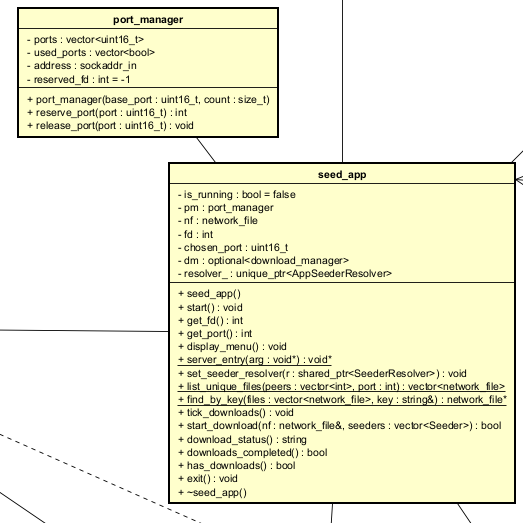 port_manager
- ports : vector<uint16_t>
- used_ports : vector<bool>
- address : sockaddr_in
- reserved_fd : int = -1
+ port_manager(base_port : uint16_t, count : size_t)
+ reserve_port(port : uint16_t) : int
+ release_port(port : uint16_t) : void
seed_app
- is_running : bool = false
- pm : port_manager
- nf : network_file
- fd : int
- chosen_port : uint16_t
- dm : optional<download_manager>
- resolver_ : unique_ptr<AppSeederResolver>
+ seed_app()
+ start() : void
+ get_fd() : int
+ get_port() : int
+ display_menu() : void
+ server_entry(arg : void*) : void*
+ set_seeder_resolver(r : shared_ptr<SeederResolver>) : void
+ list_unique_files(peers : vector<int>, port : int) : vector<network_file>
+ find_by_key(files : vector<network_file>, key : string&) : network_file*
+ tick_downloads() : void
+ start_download(nf : network_file&, seeders : vector<Seeder>) : bool
+ download_status() : string
+ downloads_completed() : bool
+ has_downloads() : bool
+ exit() : void
+ ~seed_app()